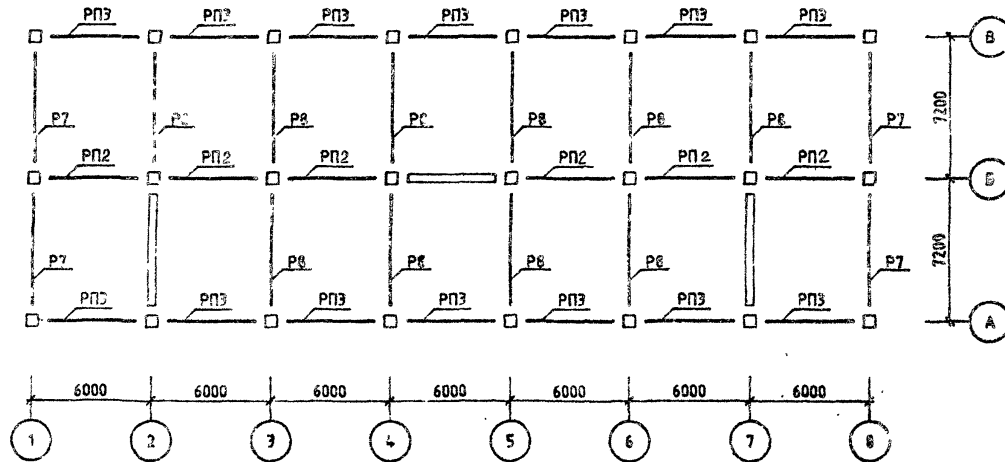 РП3 РП3 РП3 РП3 РП3 РП3 РП3
В
Р7 Р8 Р8 Р8 Р8 Р8 Р7
7200
РП2 РП2 РП2 РП2 РП2 РП2
Б
Р7 Р8 Р8 Р8 Р8 Р7
7200
РП3 РП3 РП3 РП3 РП3 РП3 РП3
А
6000 6000 6000 6000 6000 6000 6000
1 2 3 4 5 6 7 8